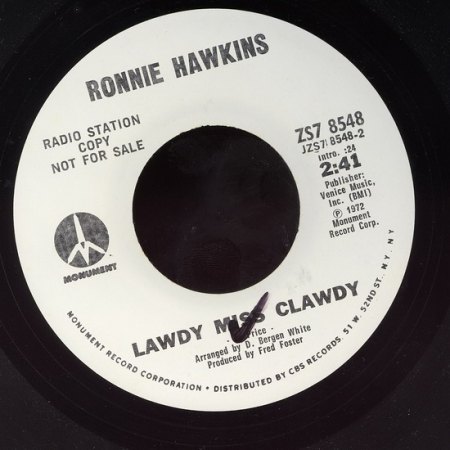 RONNIE HAWKINS
RADIO STATION
COPY
NOT FOR SALE
ZS7 8548
JZS7 8548-2
Intro. :24
2:41
Publisher:
Venice Music,
Inc. (BMI)
Ⓟ 1972
Monument
Record Corp.
MONUMENT
LAWDY MISS CLAWDY
Arranged by D. Bergen White
Produced by Fred Foster
MONUMENT RECORD CORPORATION • DISTRIBUTED BY CBS RECORDS 51 W. 52ND ST. NY. NY